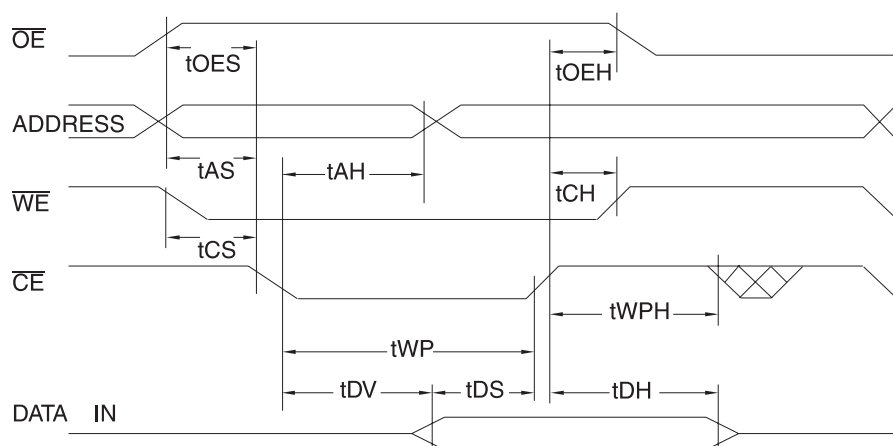 OE
tOES
tOEH
ADDRESS
tAS
tAH
tCH
WE
tCS
CE
tWPH
tWP
tDV
tDS
tDH
DATA IN